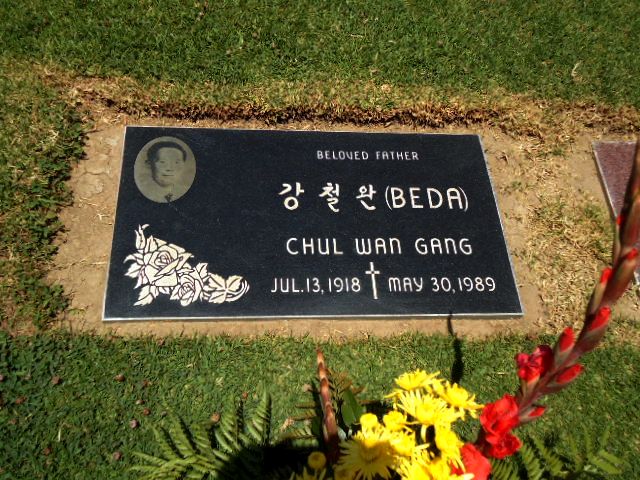 BELOVED FATHER
강철완 (BEDA)
CHUL WAN GANG
JUL. 13, 1918 MAY 30, 1989